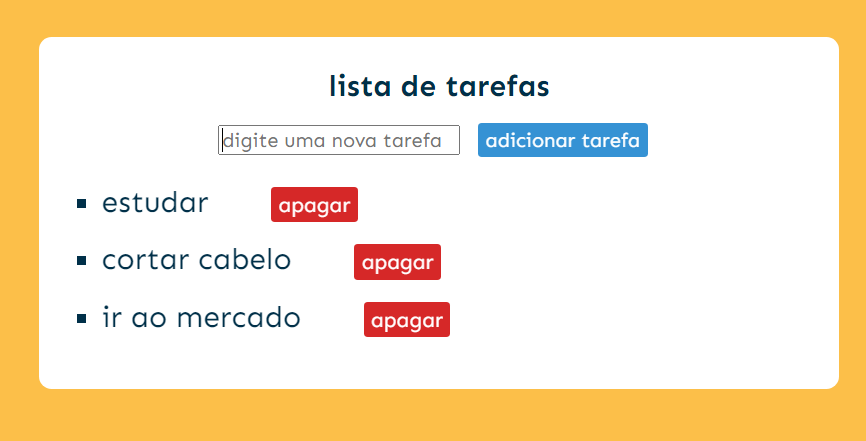 lista de tarefas
digite uma nova tarefa adicionar tarefa
estudar apagar
cortar cabelo apagar
ir ao mercado apagar